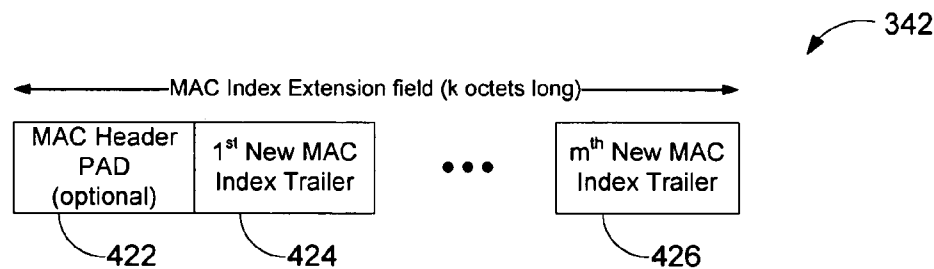 342
MAC Index Extension field (k octets long)
MAC Header
PAD
(optional)
1st New MAC
Index Trailer
•••
mth New MAC
Index Trailer
422
424
426